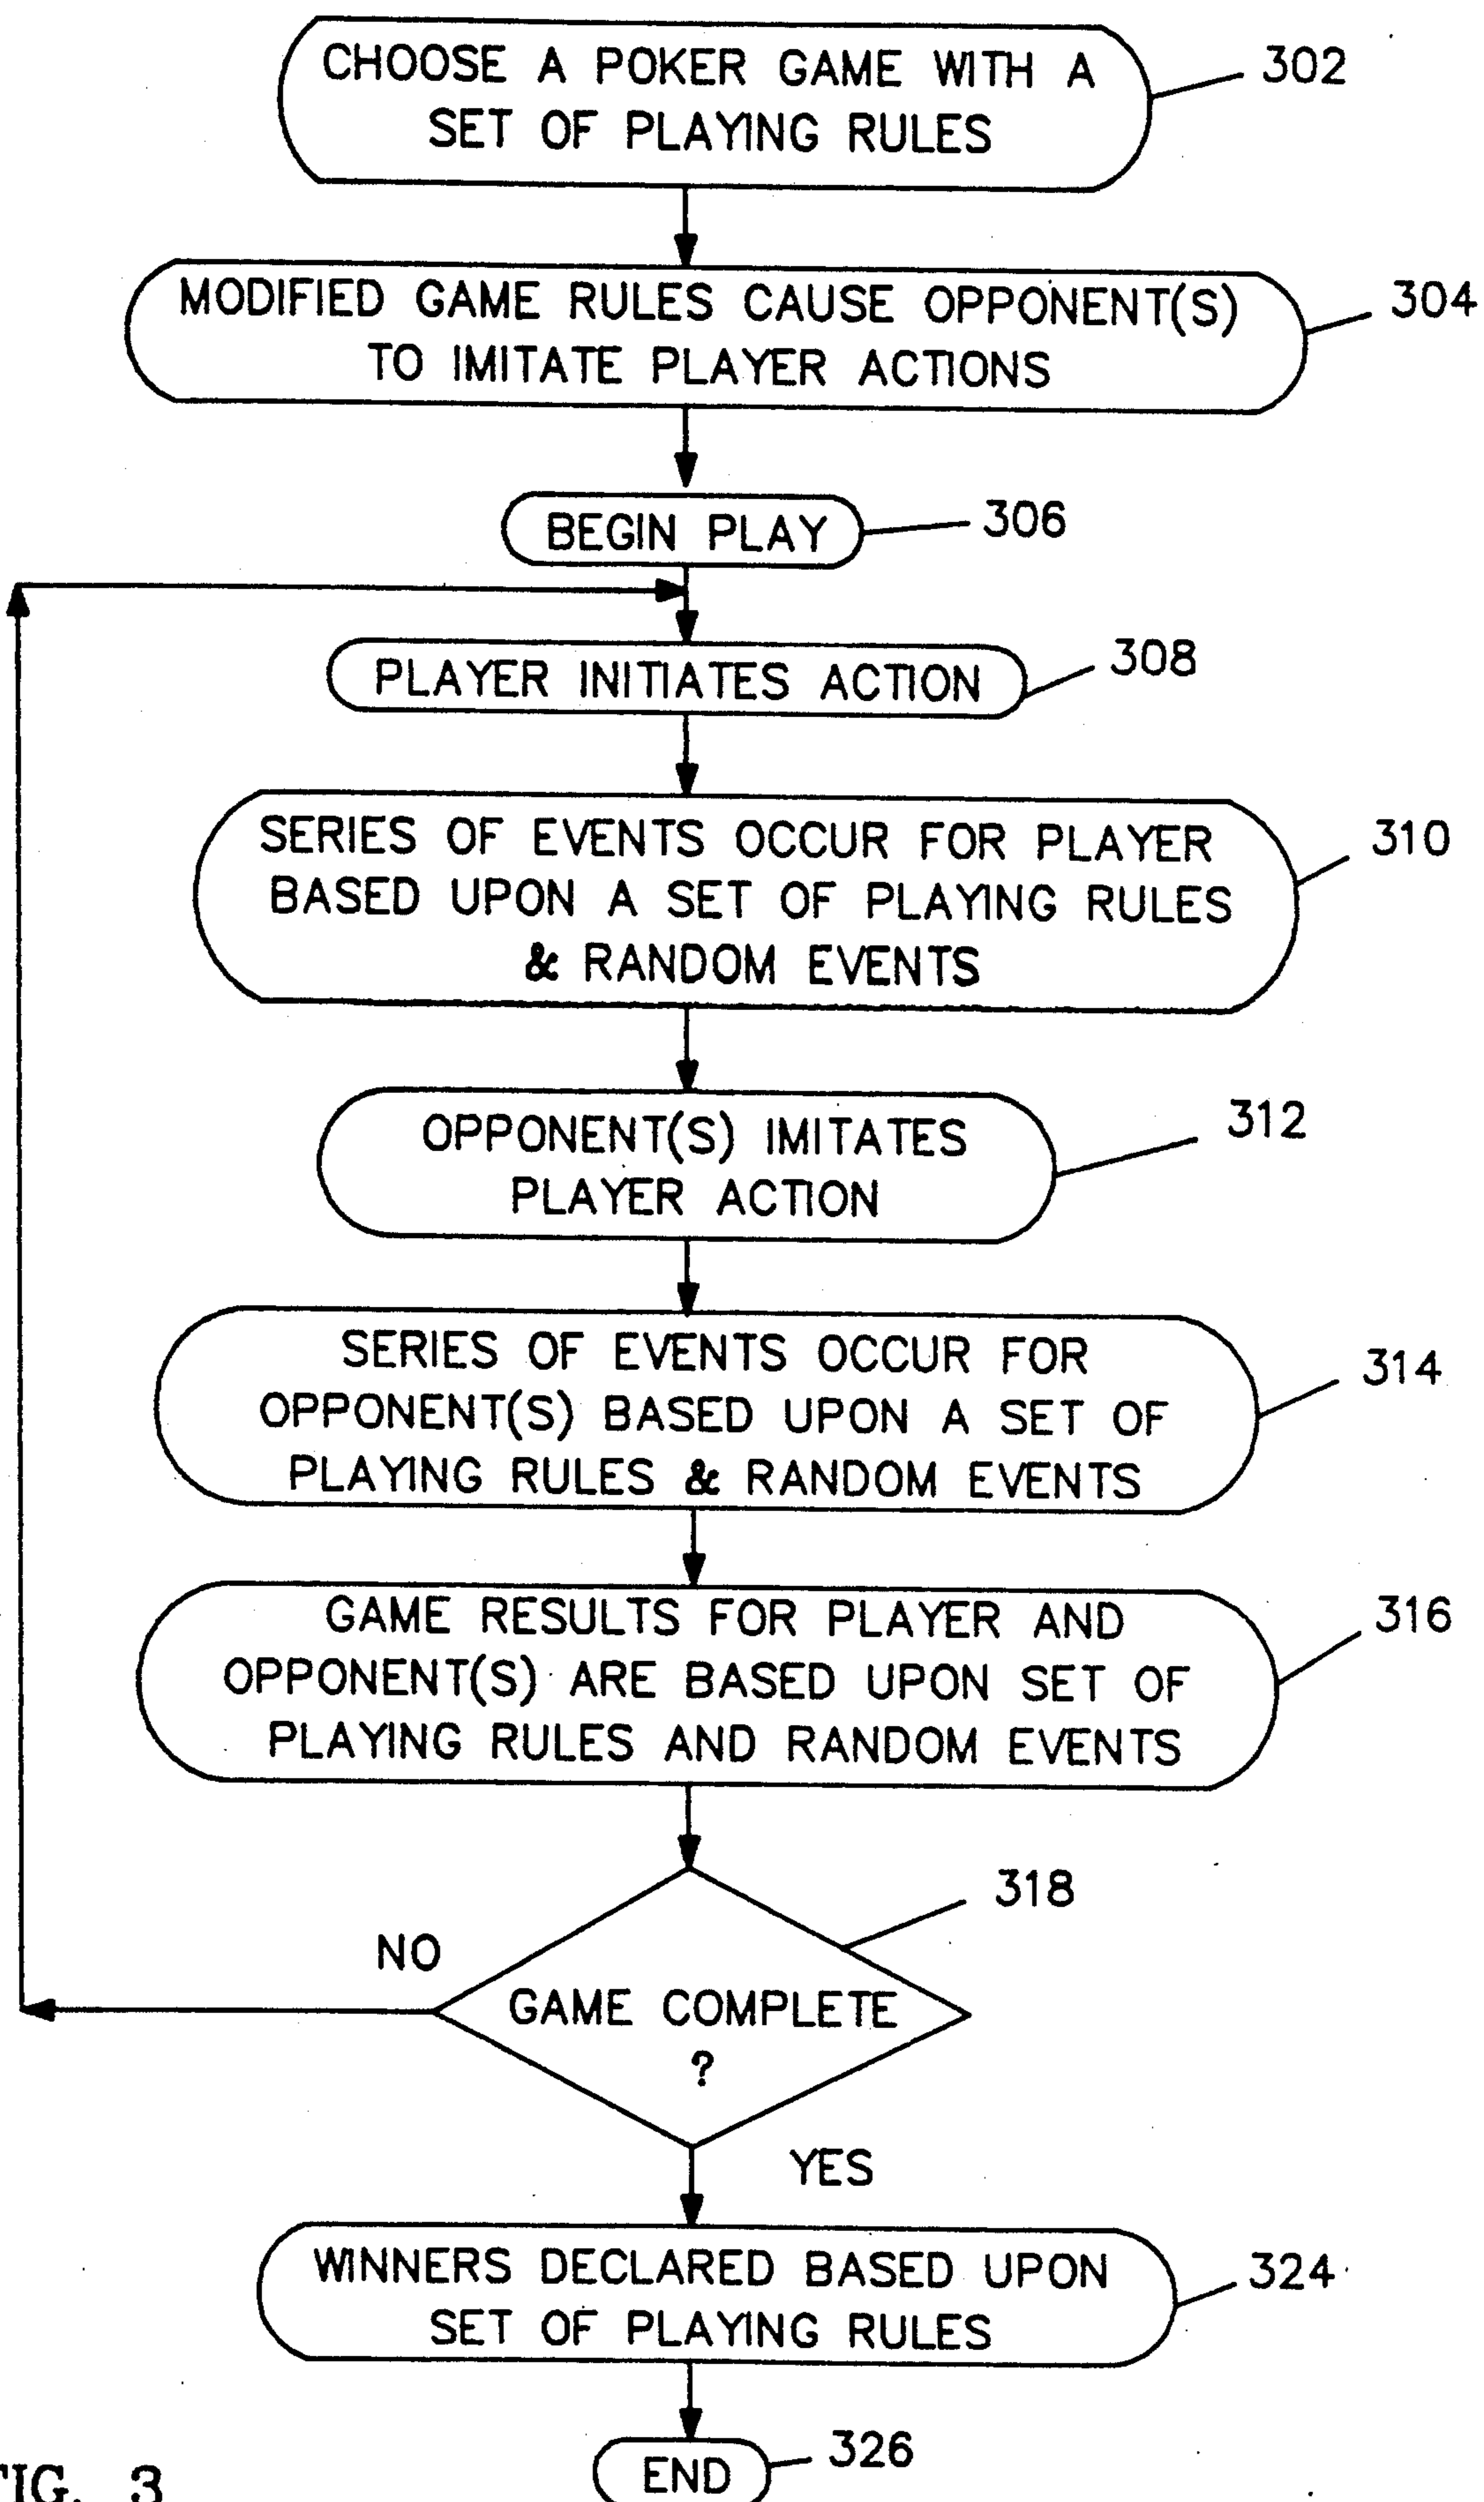 CHOOSE A POKER GAME WITH A
SET OF PLAYING RULES
302
MODIFIED GAME RULES CAUSE OPPONENT(S)
TO IMITATE PLAYER ACTIONS
304
BEGIN PLAY
306
PLAYER INITIATES ACTION
308
SERIES OF EVENTS OCCUR FOR PLAYER
BASED UPON A SET OF PLAYING RULES
& RANDOM EVENTS
310
OPPONENT(S) IMITATES
PLAYER ACTION
312
SERIES OF EVENTS OCCUR FOR
OPPONENT(S) BASED UPON A SET OF
PLAYING RULES & RANDOM EVENTS
314
GAME RESULTS FOR PLAYER AND
OPPONENT(S) ARE BASED UPON SET OF
PLAYING RULES AND RANDOM EVENTS
316
318
NO
GAME COMPLETE
?
YES
WINNERS DECLARED BASED UPON
SET OF PLAYING RULES
324
END
326
FIG. 3